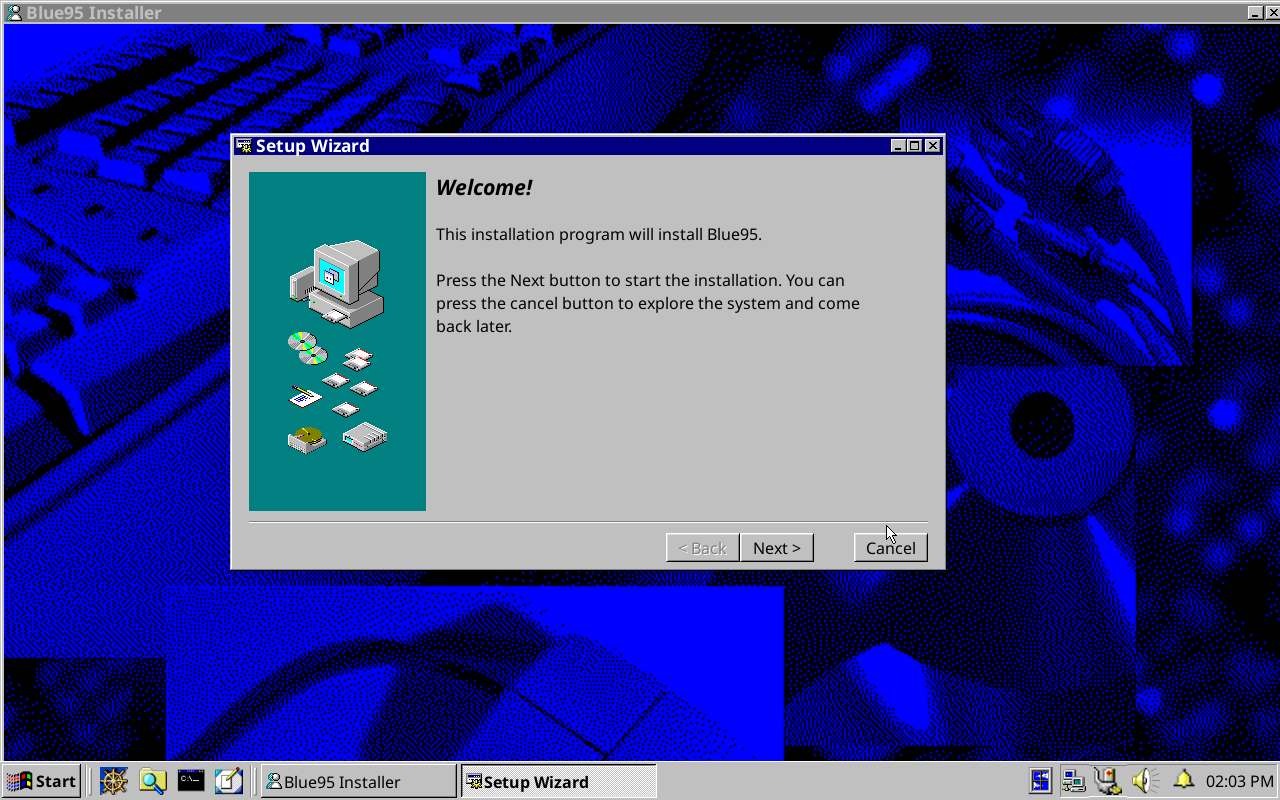 Blue95 Installer
Setup Wizard
Welcome!
This installation program will install Blue95.
Press the Next button to start the installation. You can
press the cancel button to explore the system and come
back later.
< Back Next > Cancel
Start Blue95 Installer Setup Wizard 02:03 PM